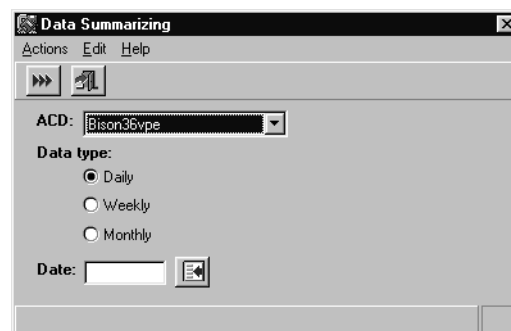 Data Summarizing
Actions Edit Help
ACD: Bison36vpe
Data type:
Daily
Weekly
Monthly
Date: